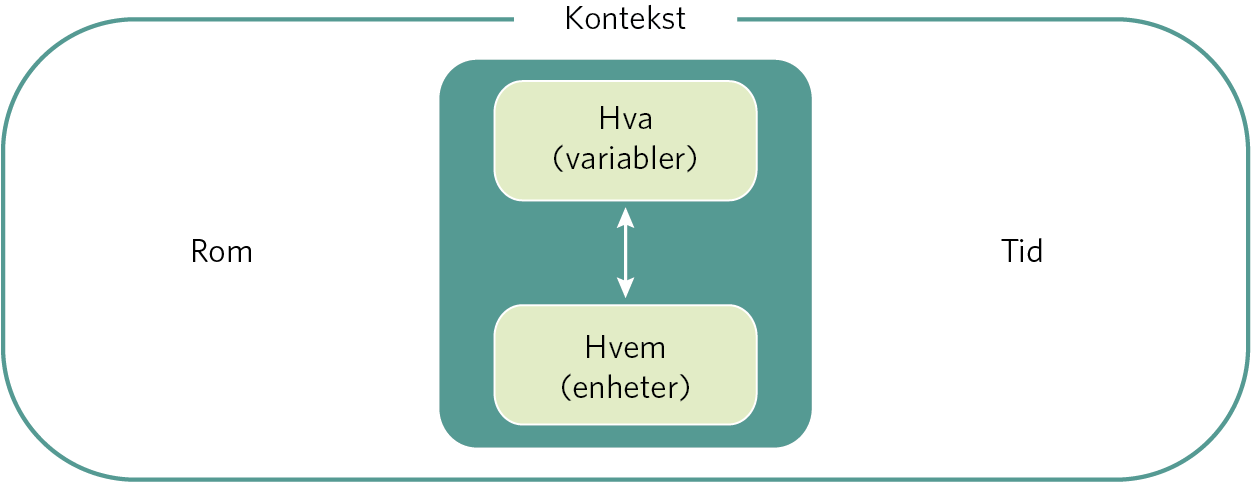 Kontekst
Hva
(variabler)
Rom
Tid
Hvem
(enheter)